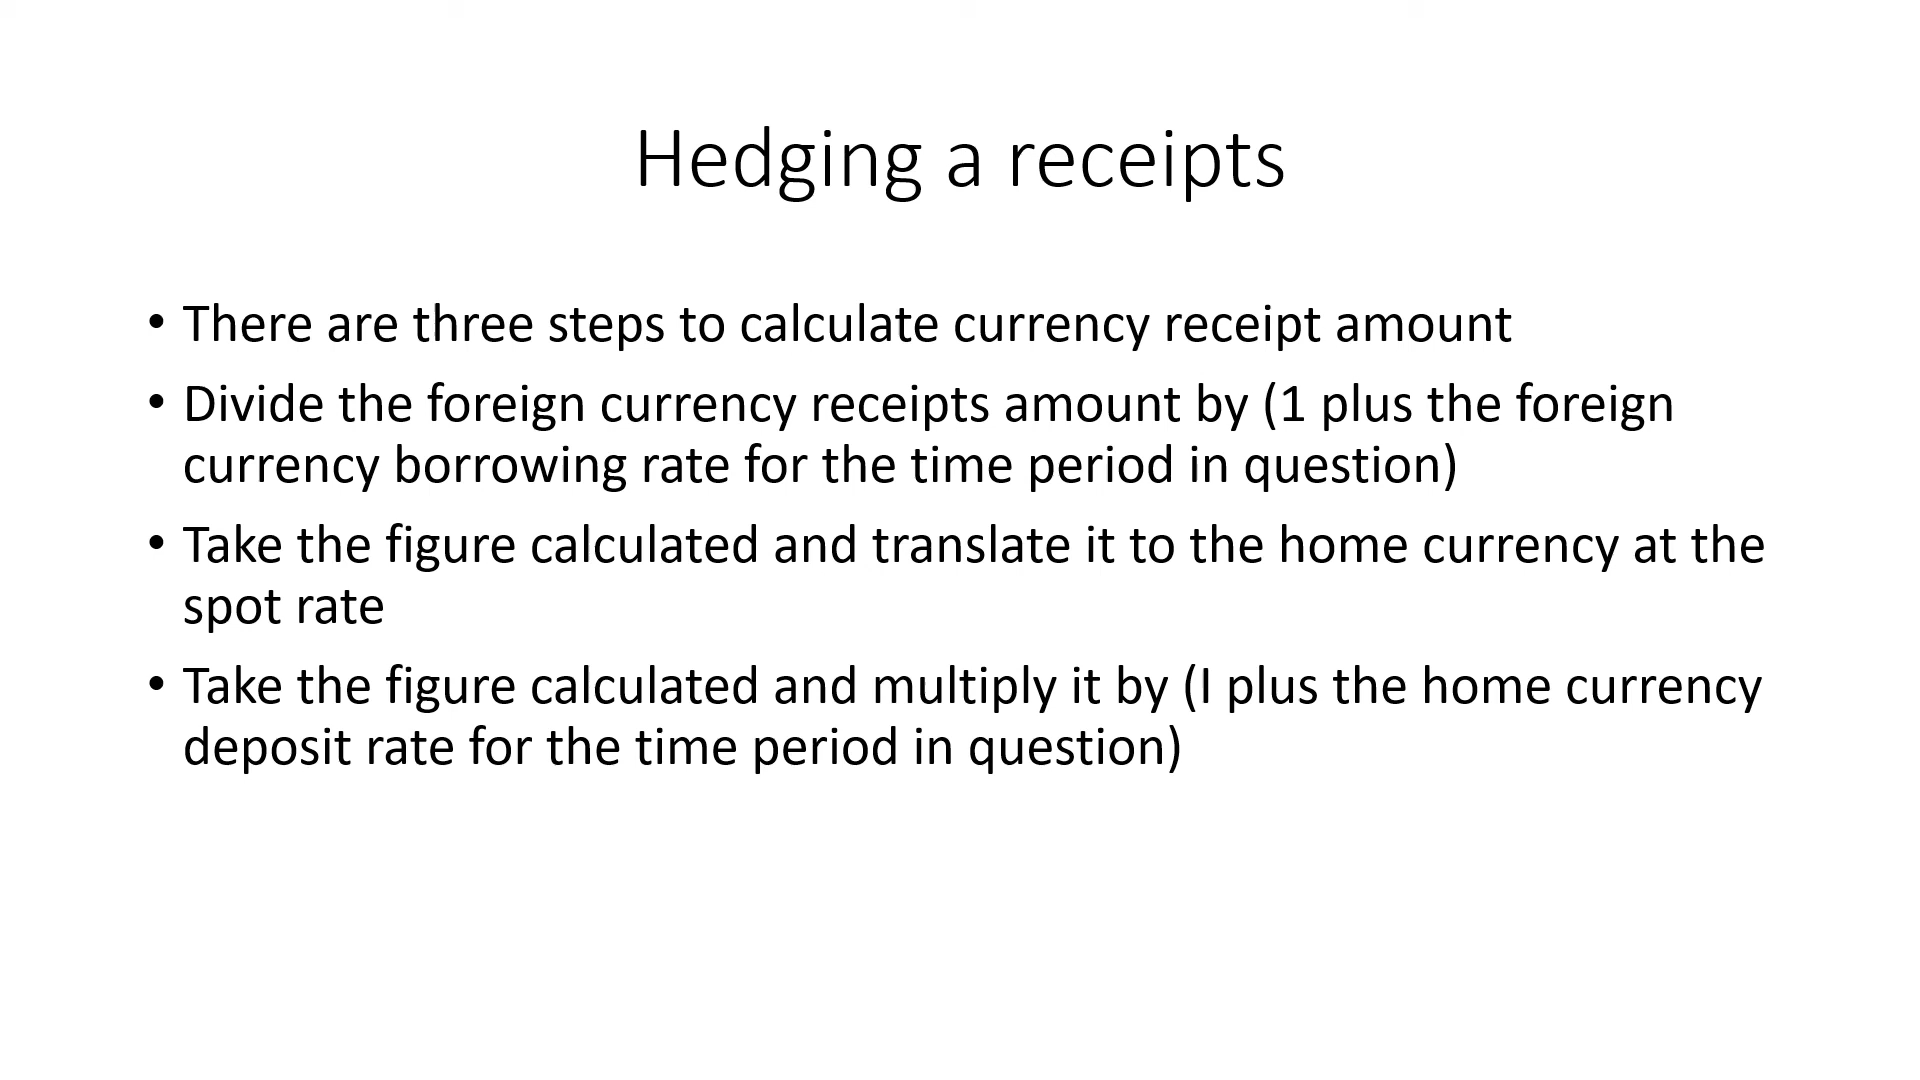 Hedging a receipts
• There are three steps to calculate currency receipt amount
• Divide the foreign currency receipts amount by (1 plus the foreign
currency borrowing rate for the time period in question)
• Take the figure calculated and translate it to the home currency at the
spot rate
• Take the figure calculated and multiply it by (I plus the home currency
deposit rate for the time period in question)